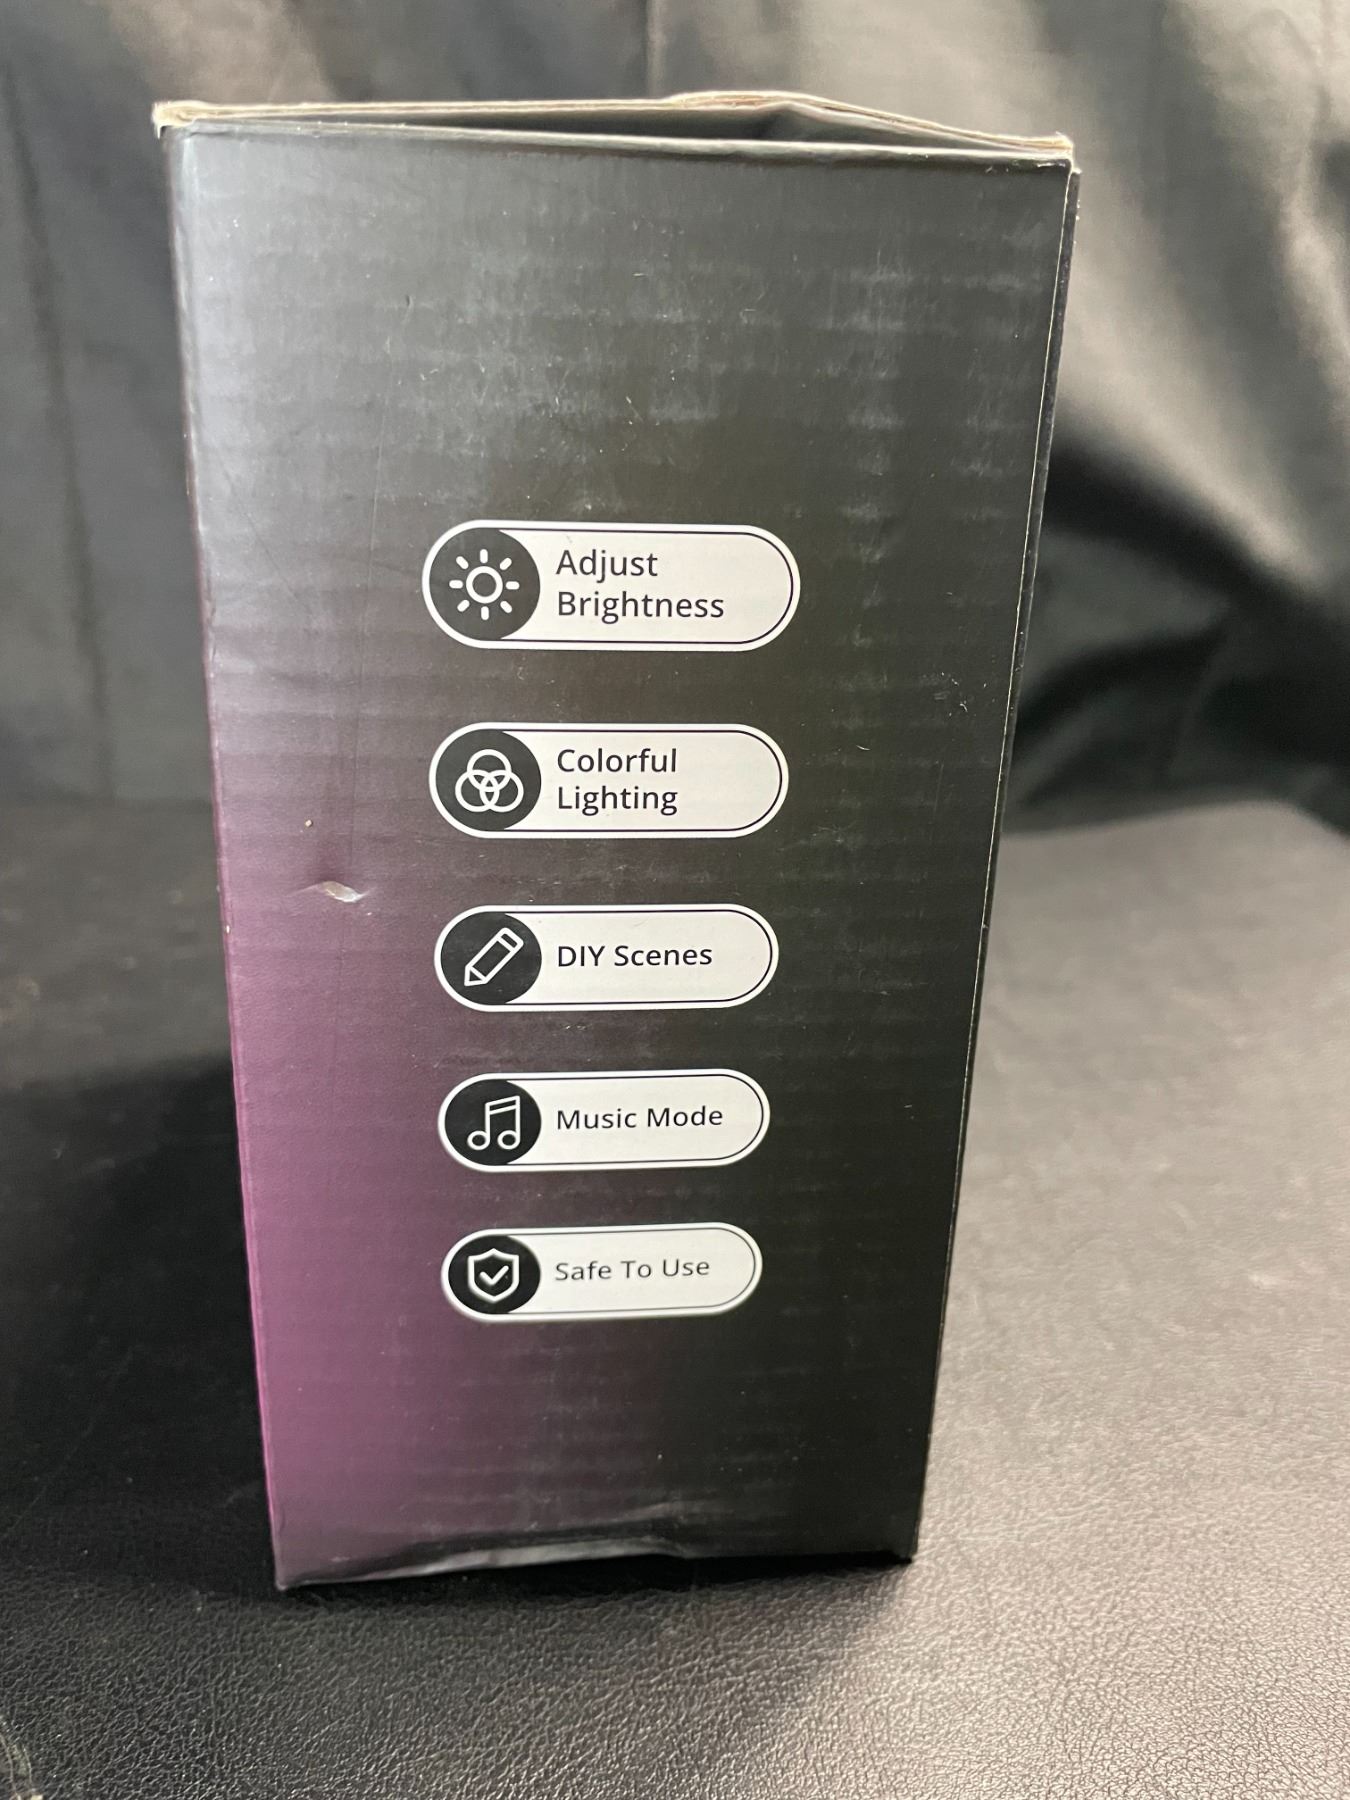 Adjust
Brightness
Colorful
Lighting
DIY Scenes
Music Mode
Safe To Use